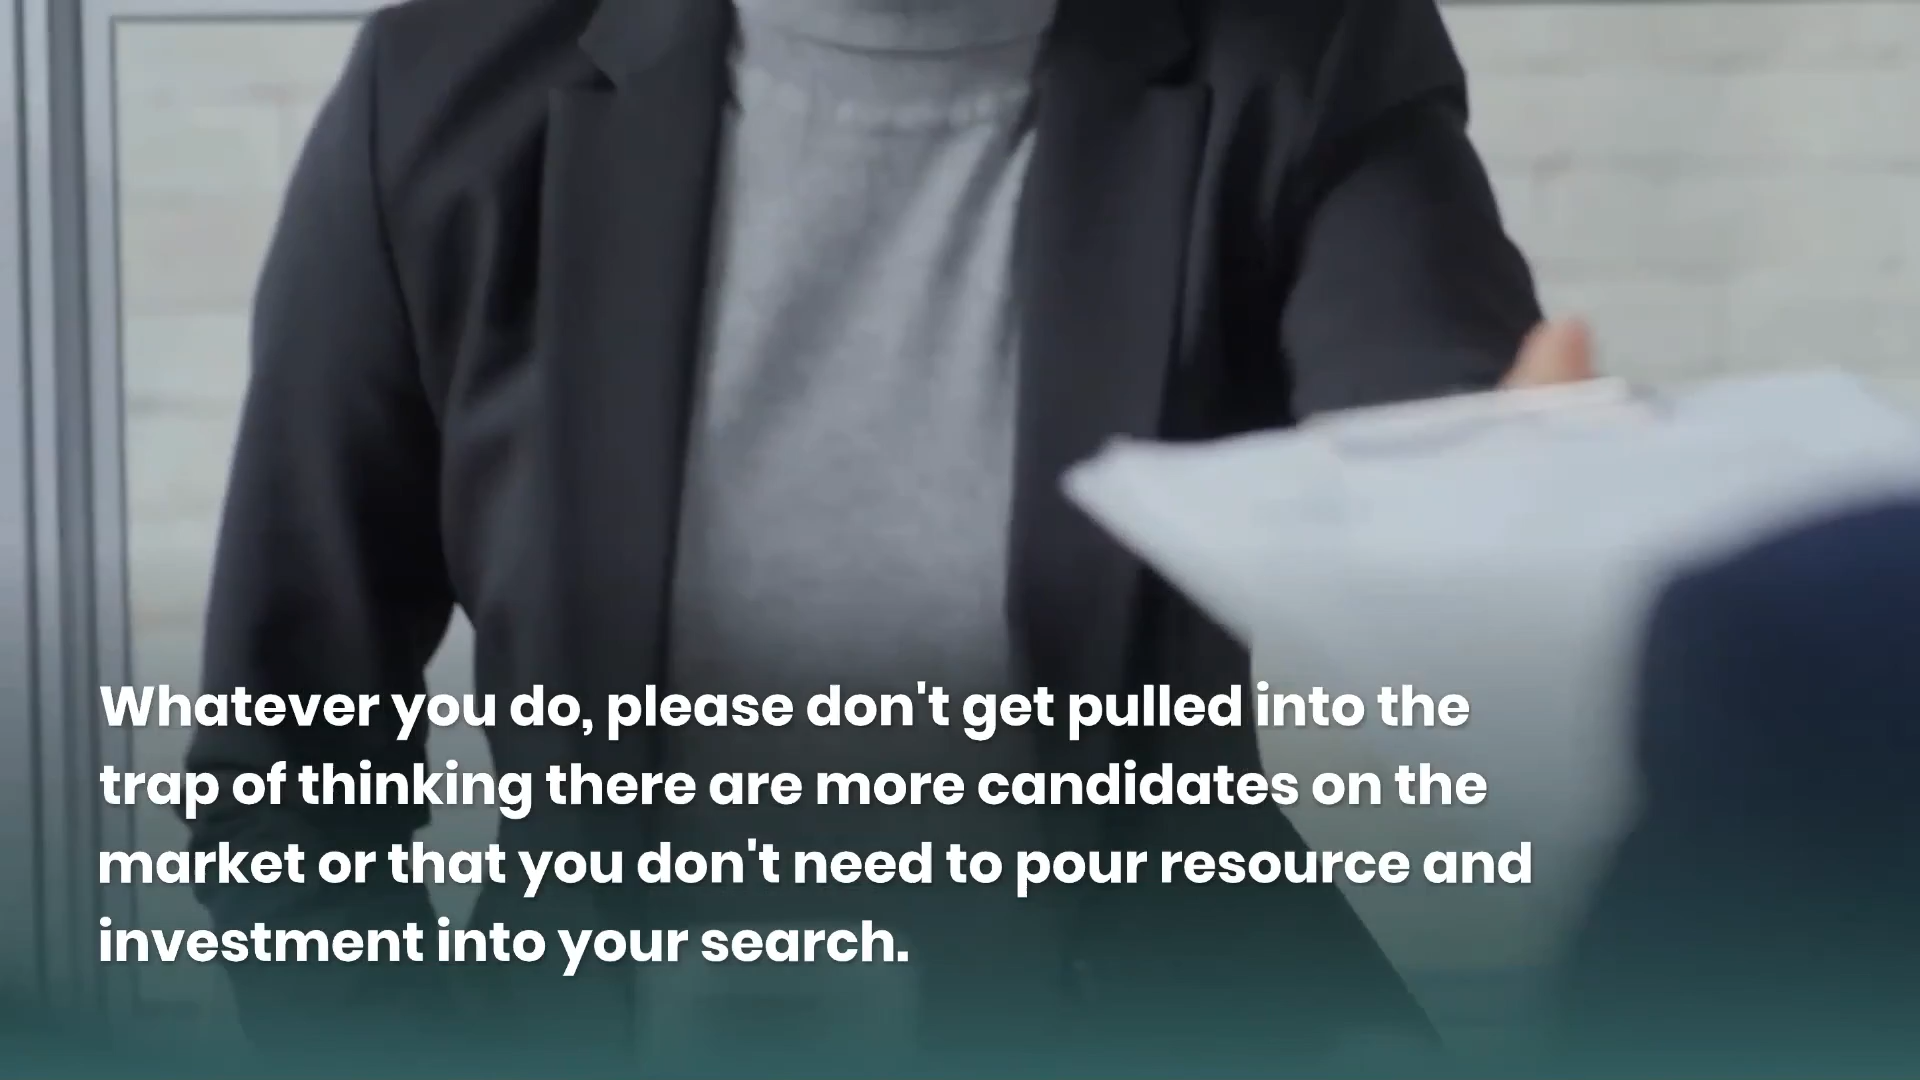 Whatever you do, please don't get pulled into the
trap of thinking there are more candidates on the
market or that you don't need to pour resource and
investment into your search.